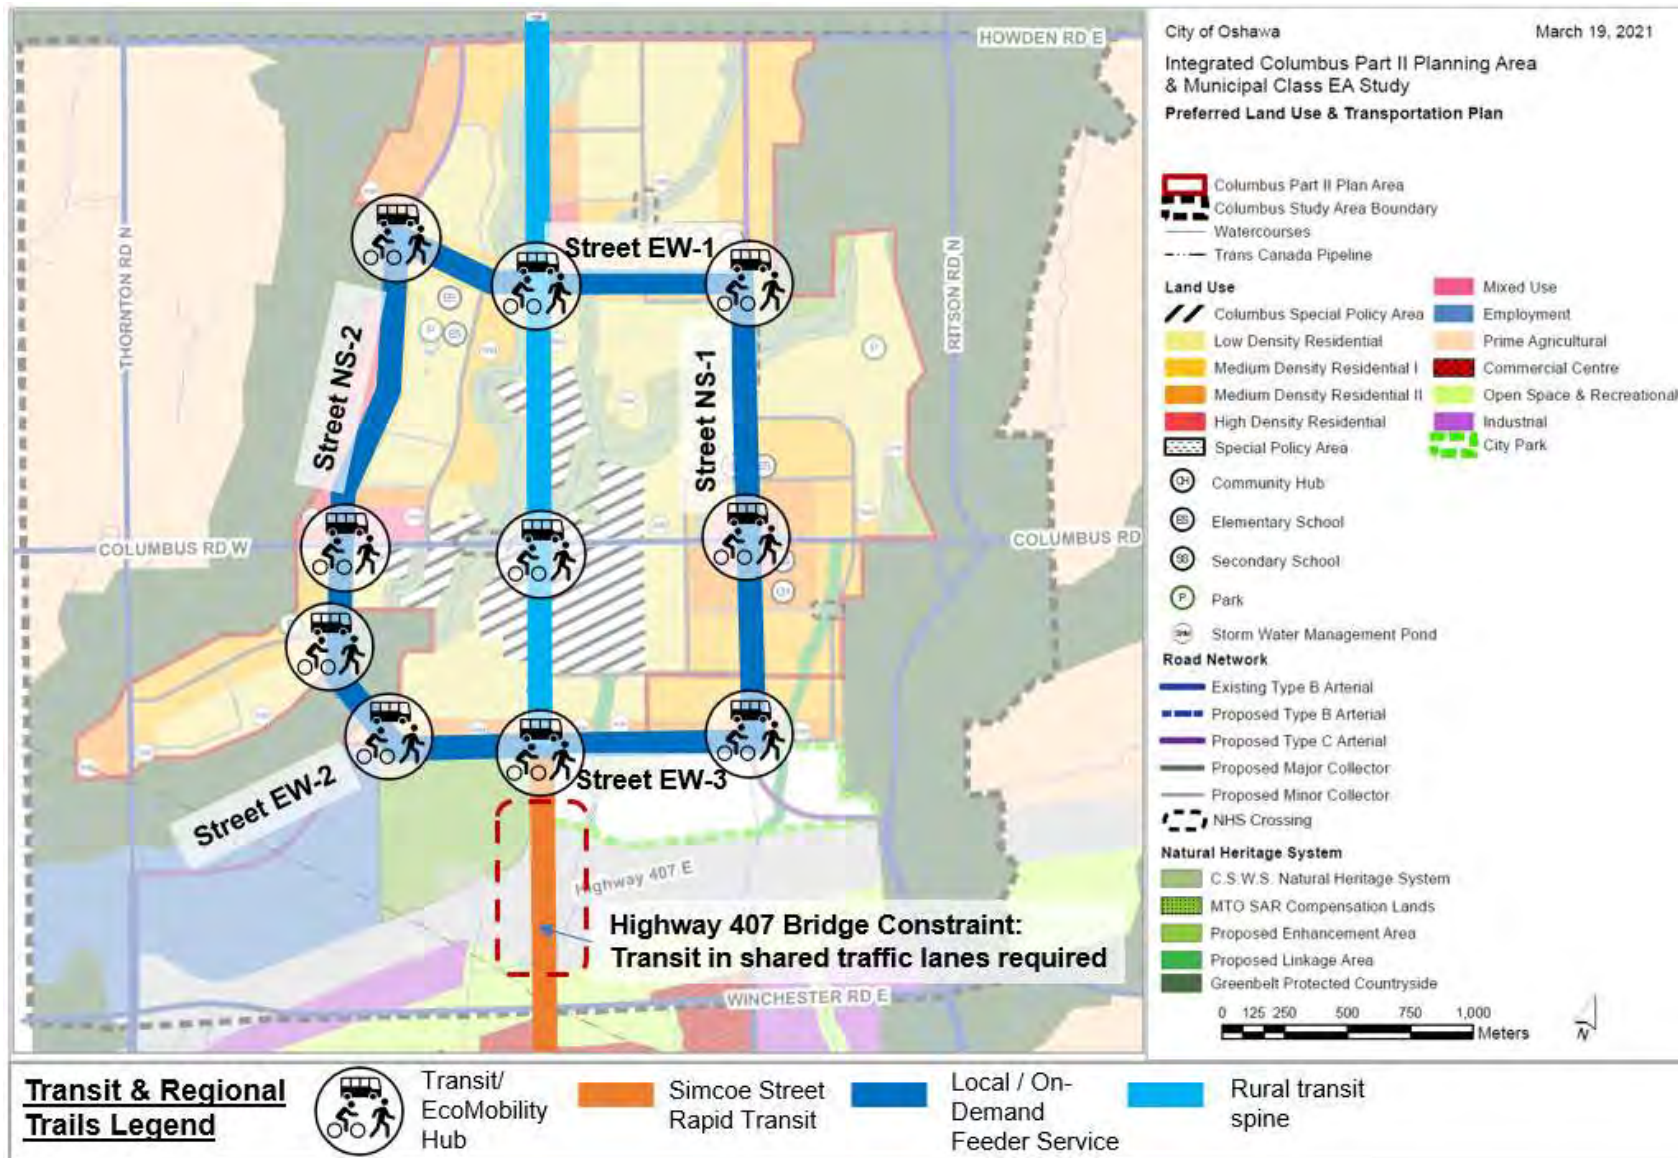 HOWDEN RD E
THORNTON RD N
RITSON RD N
Street EW-1
Street NS-2
Street NS-1
COLUMBUS RD W
COLUMBUS RD
Street EW-2
Street EW-3
Highway 407 E
Highway 407 Bridge Constraint:
Transit in shared traffic lanes required
WINCHESTER RD E
ES
P
ES
P
ES
CH
City of Oshawa
March 19, 2021
Integrated Columbus Part II Planning Area
& Municipal Class EA Study
Preferred Land Use & Transportation Plan
Columbus Part II Plan Area
Columbus Study Area Boundary
Watercourses
Trans Canada Pipeline
Land Use
Columbus Special Policy Area
Low Density Residential
Medium Density Residential I
Medium Density Residential II
High Density Residential
Special Policy Area
Mixed Use
Employment
Prime Agricultural
Commercial Centre
Open Space & Recreational
Industrial
City Park
CH Community Hub
ES Elementary School
SS Secondary School
P Park
SWM Storm Water Management Pond
Road Network
Existing Type B Arterial
Proposed Type B Arterial
Proposed Type C Arterial
Proposed Major Collector
Proposed Minor Collector
NHS Crossing
Natural Heritage System
C.S.W.S. Natural Heritage System
MTO SAR Compensation Lands
Proposed Enhancement Area
Proposed Linkage Area
Greenbelt Protected Countryside
0 125 250 500 750 1,000
Meters
N
Transit & Regional
Trails Legend
Transit/
EcoMobility
Hub
Simcoe Street
Rapid Transit
Local / On-
Demand
Feeder Service
Rural transit
spine